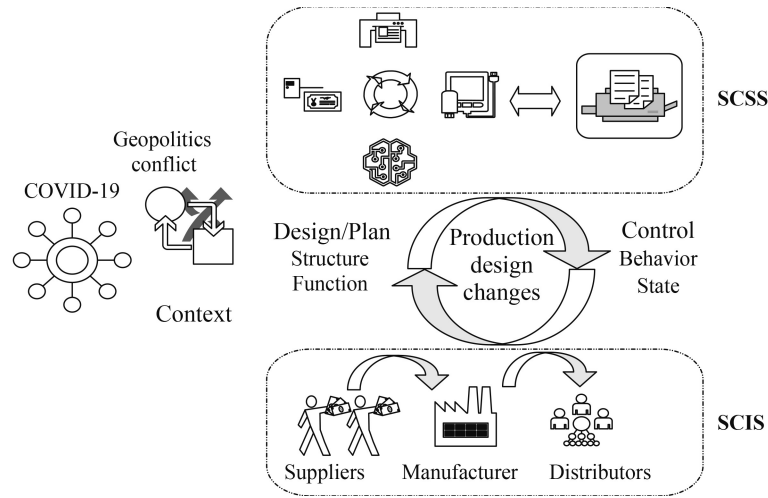 SCSS
Geopolitics
conflict
COVID-19
Context
Design/Plan
Structure
Function
Production
design
changes
Control
Behavior
State
SCIS
Suppliers
Manufacturer
Distributors